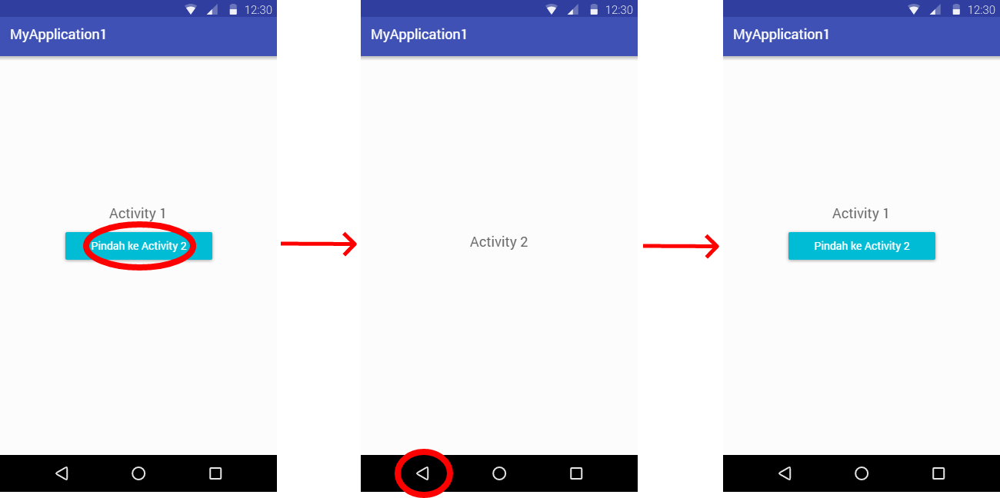 12:30
MyApplication1
Activity 1
Pindah ke Activity 2
12:30
MyApplication1
Activity 2
12:30
MyApplication1
Activity 1
Pindah ke Activity 2